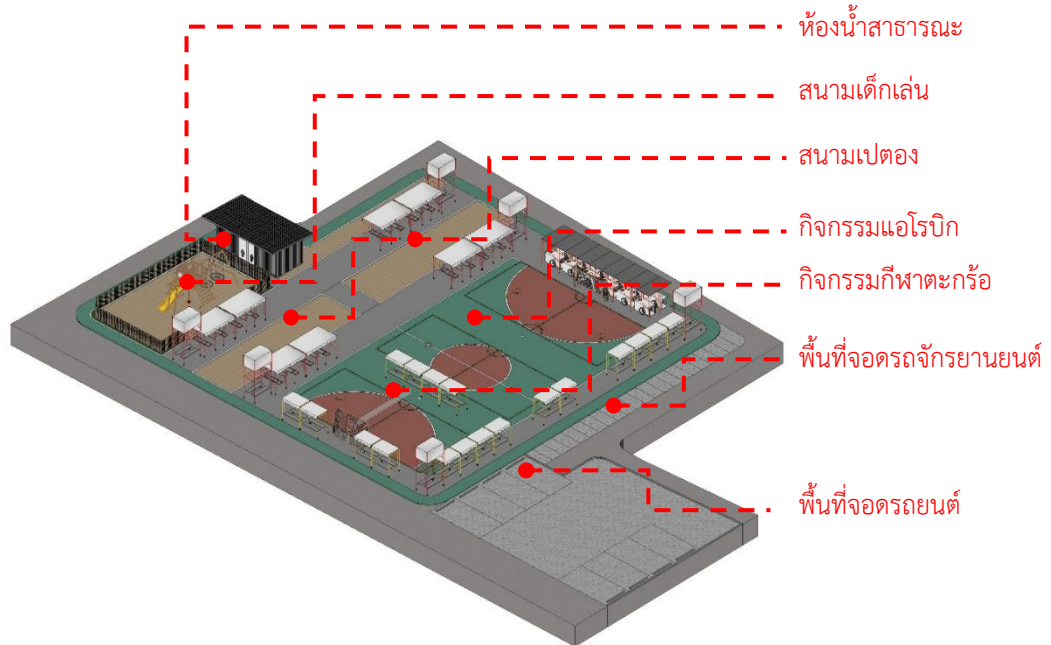 ห้องน้ำสาธารณะ
สนามเด็กเล่น
สนามเปตอง
กิจกรรมแอโรบิก
กิจกรรมกีฬาตะกร้อ
พื้นที่จอดรถจักรยานยนต์
พื้นที่จอดรถยนต์